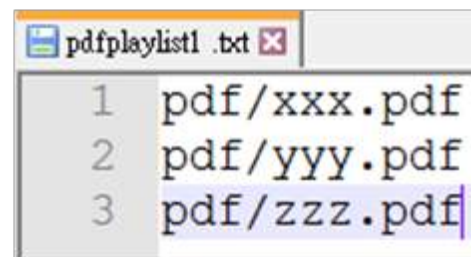 pdfplaylist1 .txt
1 pdf/xxx.pdf
2 pdf/yyy.pdf
3 pdf/zzz.pdf